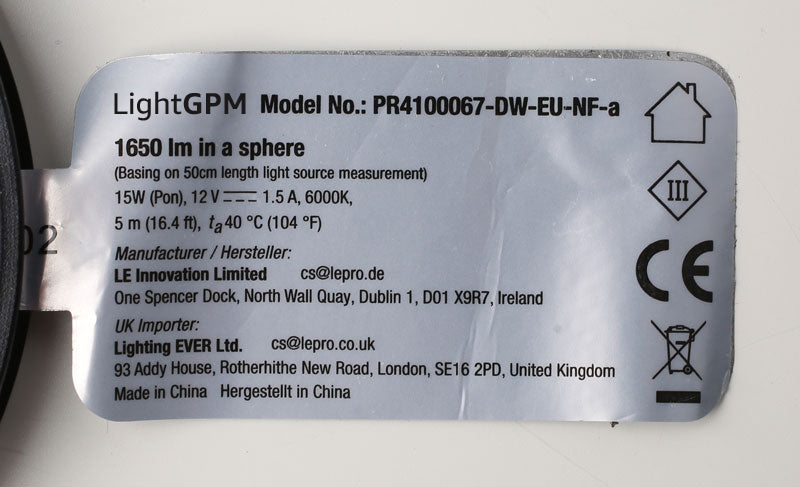 LightGPM Model No.: PR4100067-DW-EU-NF-a
1650 lm in a sphere
(Basing on 50cm length light source measurement)
15W (Pon), 12 V⎓1.5 A, 6000K,
5 m (16.4 ft), ta 40 °C (104 °F)
Manufacturer / Hersteller:
LE Innovation Limited cs@lepro.de
One Spencer Dock, North Wall Quay, Dublin 1, D01 X9R7, Ireland
UK Importer:
Lighting EVER Ltd. cs@lepro.co.uk
93 Addy House, Rotherhithe New Road, London, SE16 2PD, United Kingdom
Made in China Hergestellt in China
III
CE
02